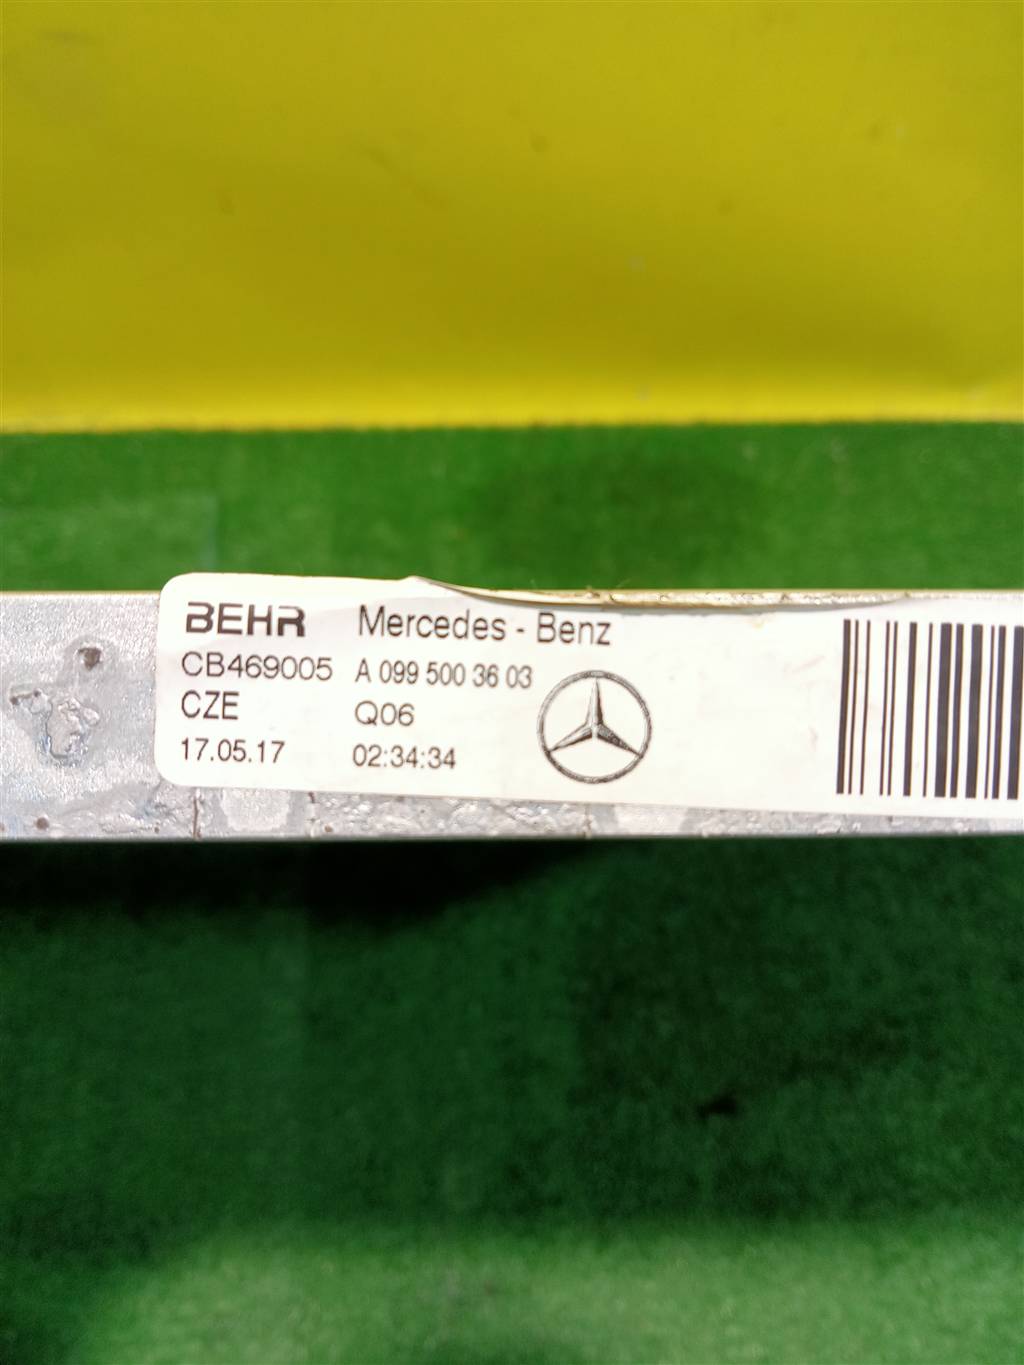 BEHR Mercedes - Benz
CB469005 A 099 500 36 03
CZE Q06
17.05.17 02:34:34